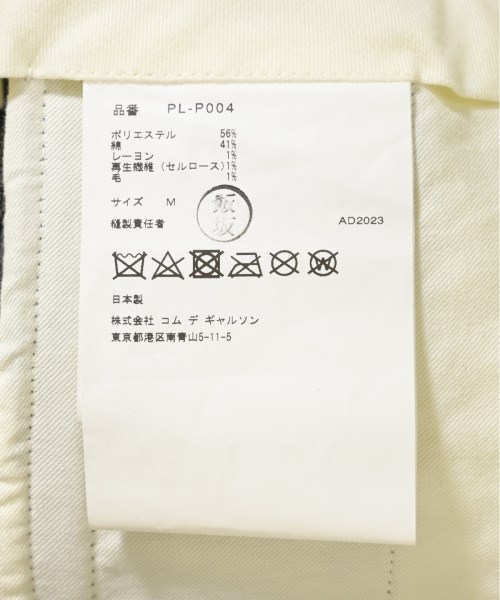 品番 PL-P004
ポリエステル 56%
綿 41%
レーヨン 1%
再生繊維（セルロース）1%
毛 1%
サイズ M
縫製責任者 飯坂
AD2023
W
日本製
株式会社 コム デ ギャルソン
東京都港区南青山5-11-5